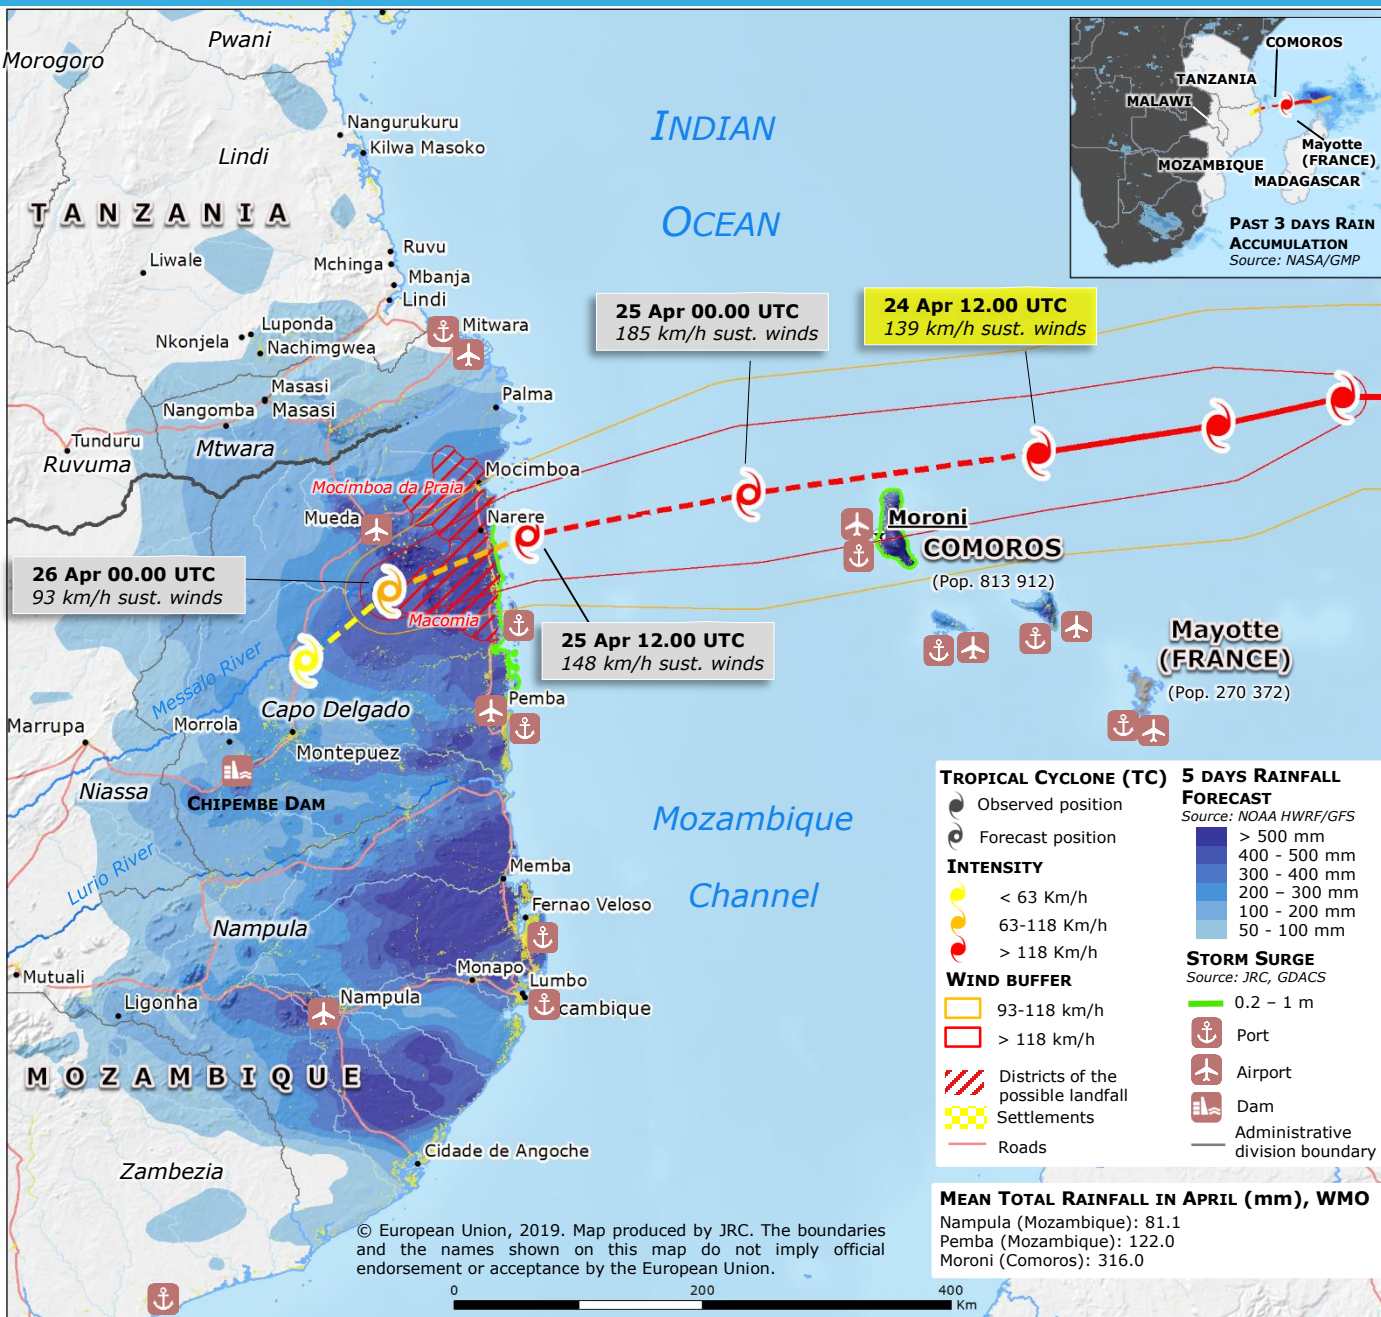 Pwani
Morogoro
Nangurukuru
Kilwa Masoko
Lindi
TANZANIA
Ruvu
Liwale
Mchinga
Mbanja
Lindi
Luponda
Mitwara
Nkonjela
Nachimgwea
Masasi
Nangomba
Masasi
Palma
Tunduru
Ruvuma
Mtwara
INDIAN
OCEAN
COMOROS
TANZANIA
MALAWI
Mayotte
(FRANCE)
MOZAMBIQUE
MADAGASCAR
PAST 3 DAYS RAIN
ACCUMULATION
Source: NASA/GMP
25 Apr 00.00 UTC
185 km/h sust. winds
24 Apr 12.00 UTC
139 km/h sust. winds
Mocimboa
Mocímboa da Praia
Mueda
Narere
Moroni
COMOROS
(Pop. 813 912)
26 Apr 00.00 UTC
93 km/h sust. winds
Macomia
25 Apr 12.00 UTC
148 km/h sust. winds
Mayotte
(FRANCE)
(Pop. 270 372)
Messalo River
Capo Delgado
Pemba
Marrupa
Morrola
Montepuez
Niassa
CHIPEMBE DAM
Lurio River
Mozambique
Channel
Memba
Fernao Veloso
Nampula
Mutuali
Monapo
Lumbo
Ligonha
Nampula
cambique
MOZAMBIQUE
Cidade de Angoche
Zambezia
TROPICAL CYCLONE (TC)
Observed position
Forecast position
INTENSITY
< 63 Km/h
63-118 Km/h
> 118 Km/h
WIND BUFFER
93-118 km/h
> 118 km/h
Districts of the
possible landfall
Settlements
Roads
5 DAYS RAINFALL
FORECAST
Source: NOAA HWRF/GFS
> 500 mm
400 - 500 mm
300 - 400 mm
200 – 300 mm
100 - 200 mm
50 - 100 mm
STORM SURGE
Source: JRC, GDACS
0.2 – 1 m
Port
Airport
Dam
Administrative
division boundary
MEAN TOTAL RAINFALL IN APRIL (mm), WMO
Nampula (Mozambique): 81.1
Pemba (Mozambique): 122.0
Moroni (Comoros): 316.0
© European Union, 2019. Map produced by JRC. The boundaries
and the names shown on this map do not imply official
endorsement or acceptance by the European Union.
0 200 400
Km